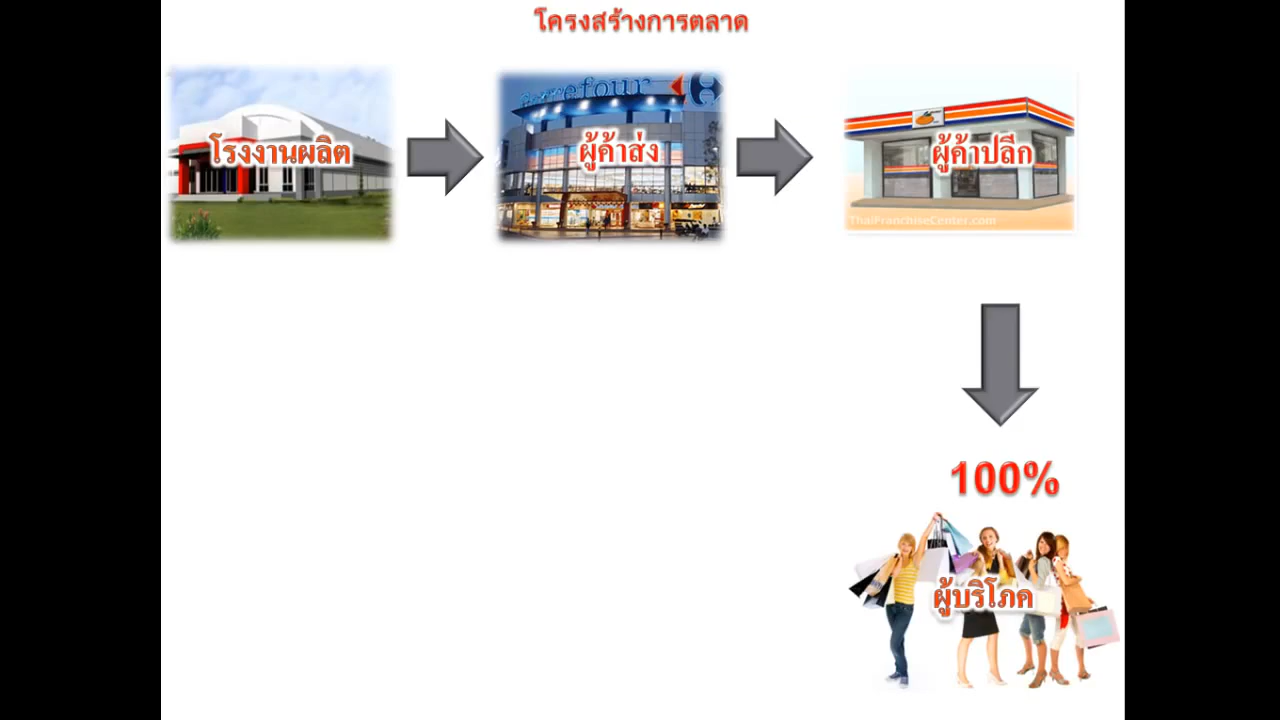 โครงสร้างการตลาด
Carrefour
โรงงานผลิต
ผู้ค้าส่ง
ผู้ค้าปลีก
ThaiFranchiseCenter.com
100%
ผู้บริโภค